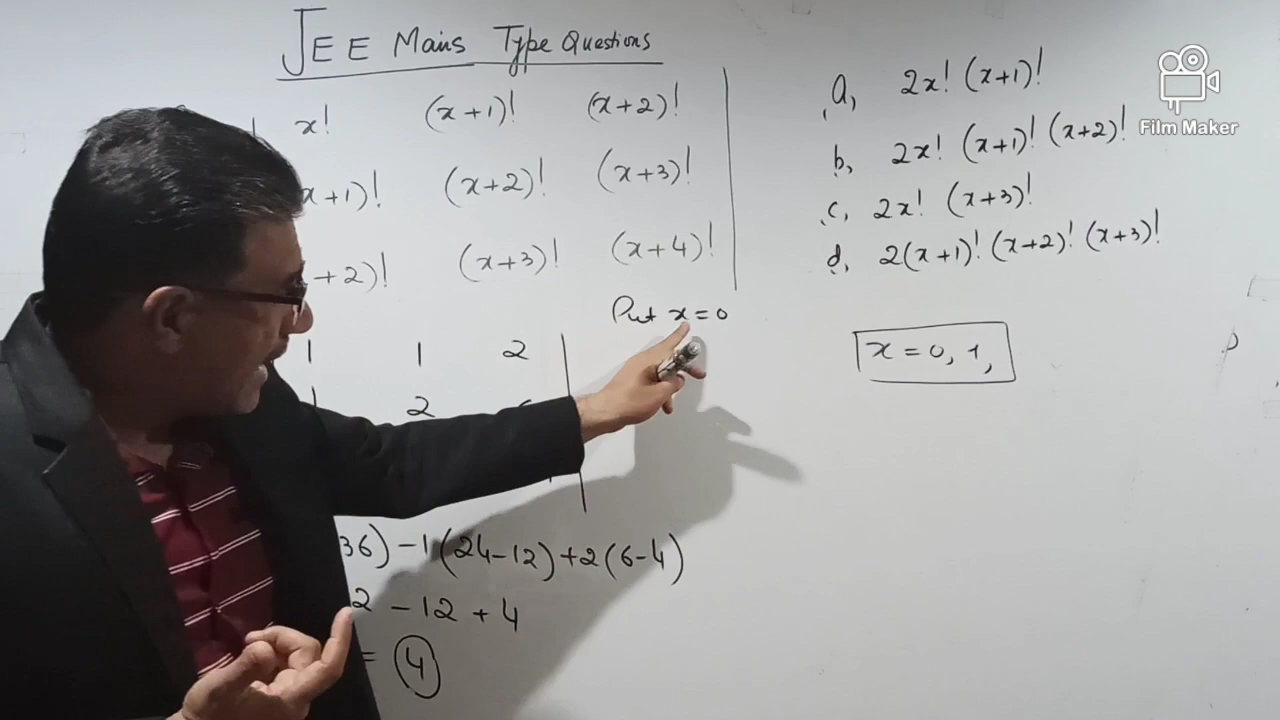 JEE Mains Type Questions
x! (x+1)! (x+2)!
x+1)! (x+2)! (x+3)!
+2)! (x+3)! (x+4)!
Put x=0
1 1 2
1 2
36) -1(24-12)+2(6-4)
2 - 12 + 4
= 4
a, 2x! (x+1)!
b, 2x! (x+1)! (x+2)!
c, 2x! (x+3)!
d, 2(x+1)! (x+2)! (x+3)!
x = 0, 1,
Film Maker